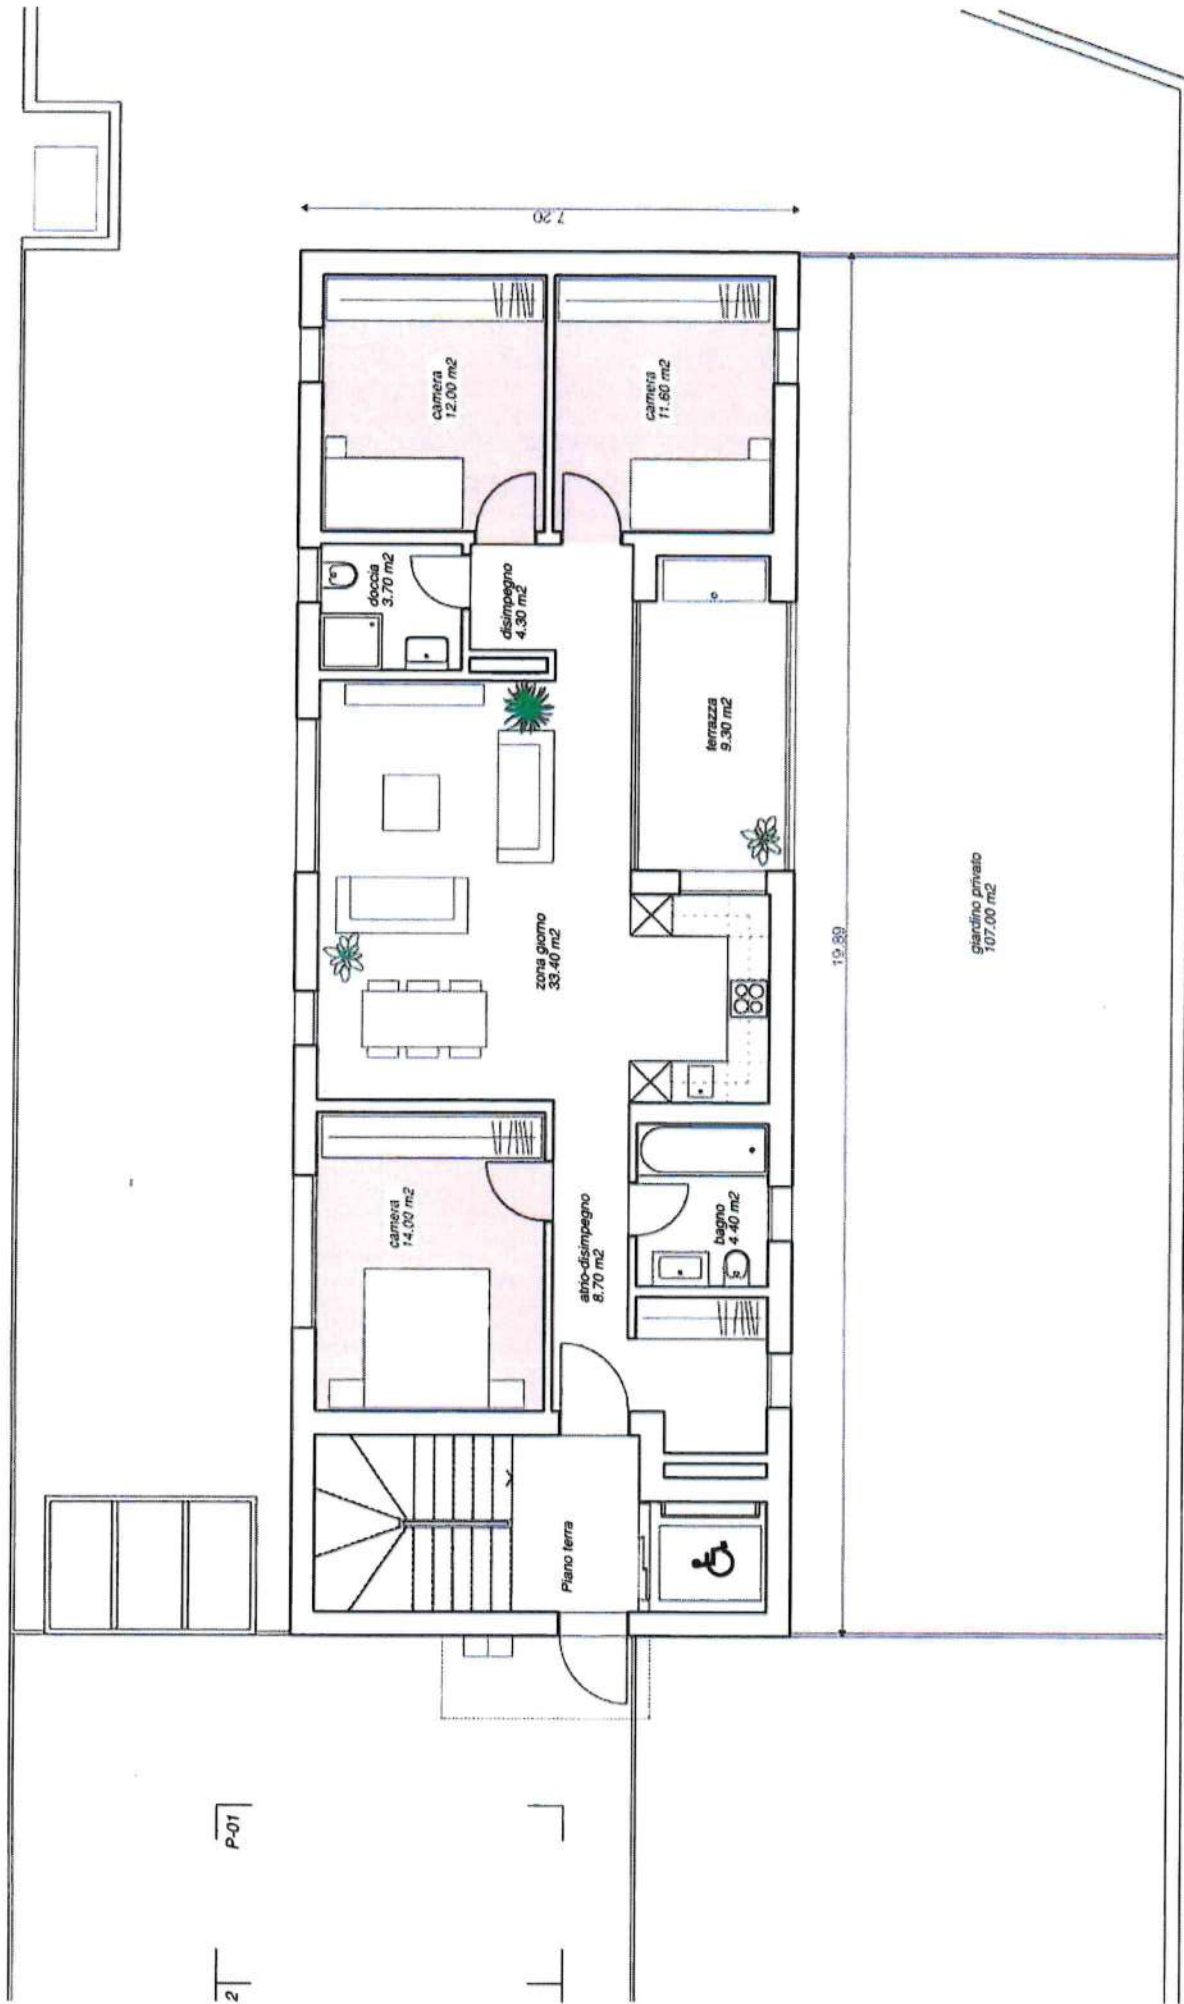 7.20
camera
12.00 m2
camera
11.60 m2
doccia
3.70 m2
disimpegno
4.30 m2
terrazza
9.30 m2
zona giorno
33.40 m2
19.89
giardino privato
107.00 m2
camera
14.00 m2
atrio-disimpegno
8.70 m2
bagno
4.40 m2
Piano terra
P-01
2